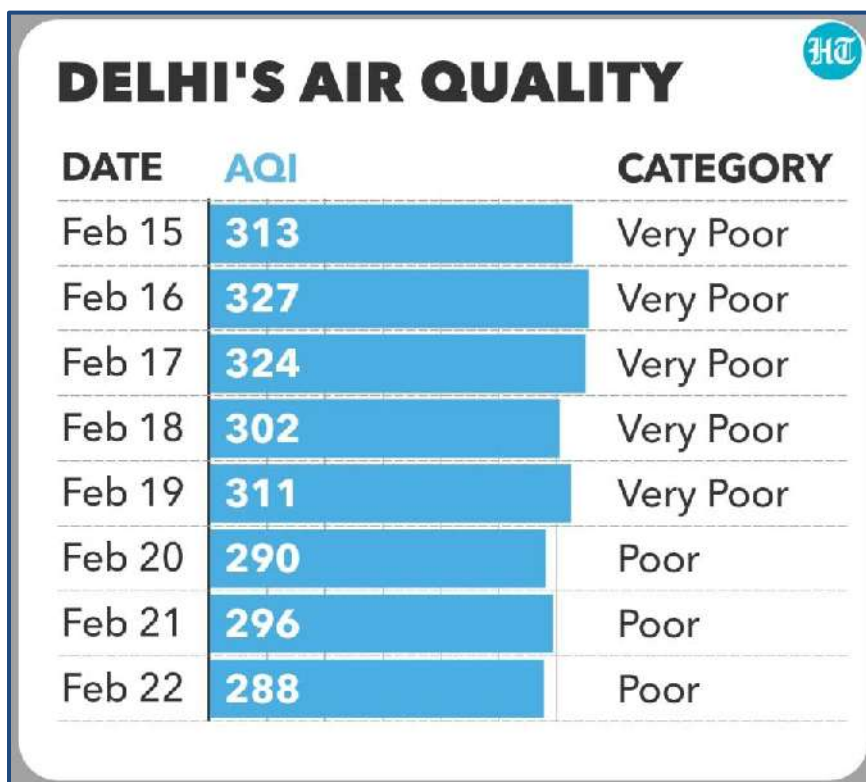 HT
DELHI'S AIR QUALITY
DATE AQI CATEGORY
Feb 15 313 Very Poor
Feb 16 327 Very Poor
Feb 17 324 Very Poor
Feb 18 302 Very Poor
Feb 19 311 Very Poor
Feb 20 290 Poor
Feb 21 296 Poor
Feb 22 288 Poor